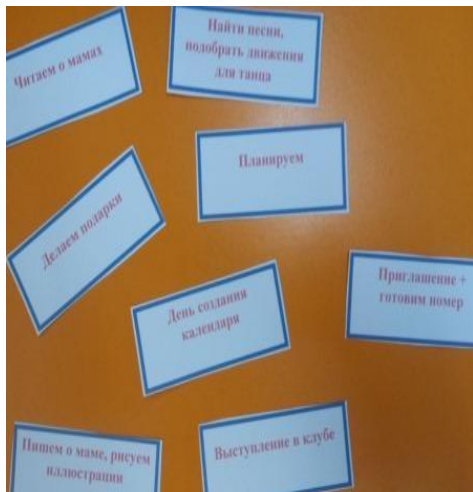 Читаем о мамах
Найти песни,
подобрать движения
для танца
Планируем
Делаем подарки
День создания
календаря
Приглашение +
готовим номер
Пишем о маме, рисуем
иллюстрации
Выступление в клубе